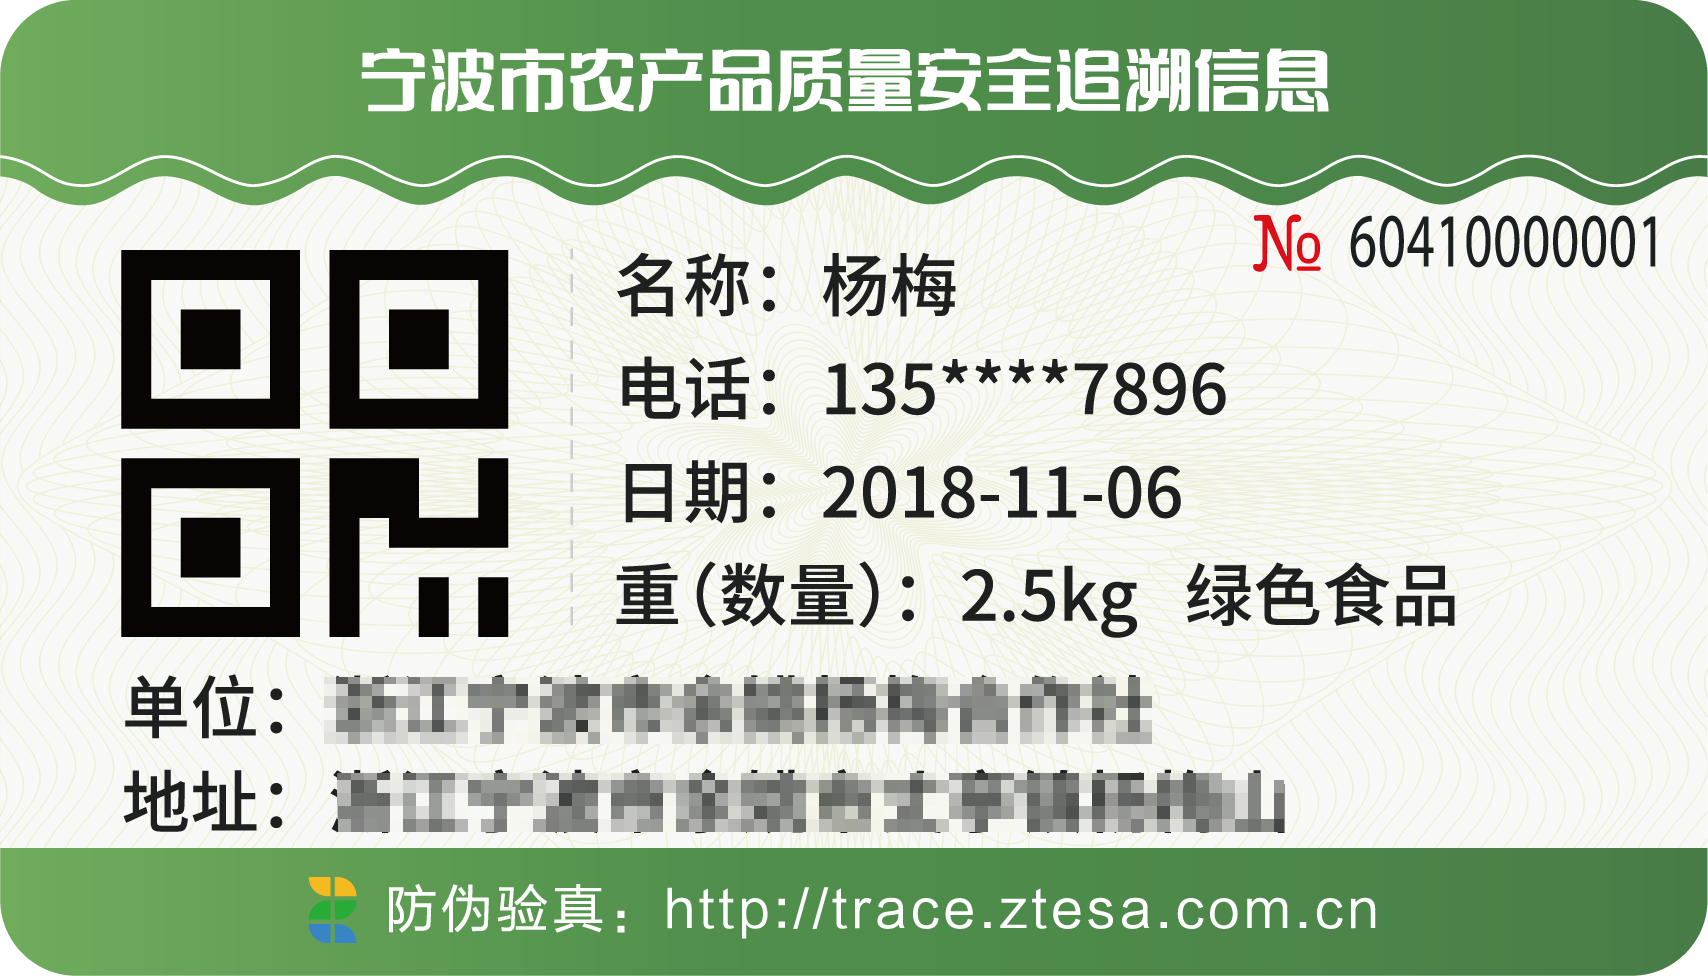 宁波市农产品质量安全追溯信息
№ 60410000001
名称：杨梅
电话：135****7896
日期：2018-11-06
重（数量）：2.5kg 绿色食品
单位：
地址：
防伪验真：http://trace.ztesa.com.cn